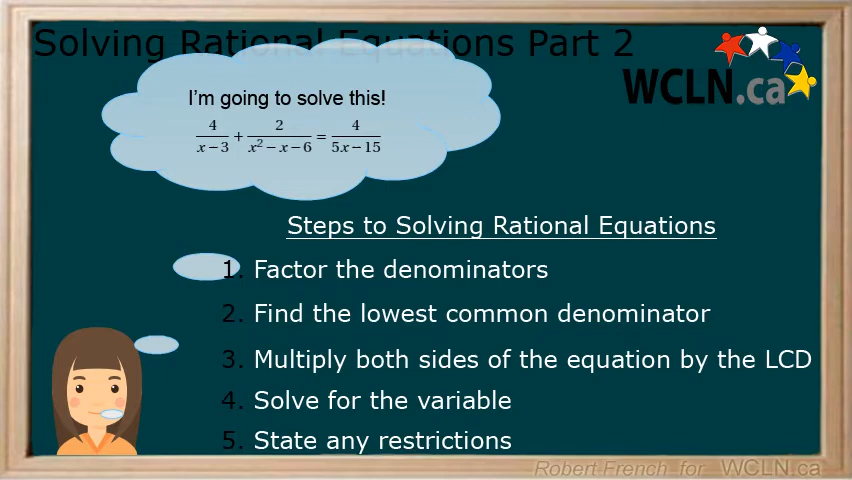 Solving Rational Equations Part 2
WCLN.ca
I'm going to solve this!
4/(x−3) + 2/(x²−x−6) = 4/(5x−15)
Steps to Solving Rational Equations
1. Factor the denominators
2. Find the lowest common denominator
3. Multiply both sides of the equation by the LCD
4. Solve for the variable
5. State any restrictions
Robert French for WCLN.ca